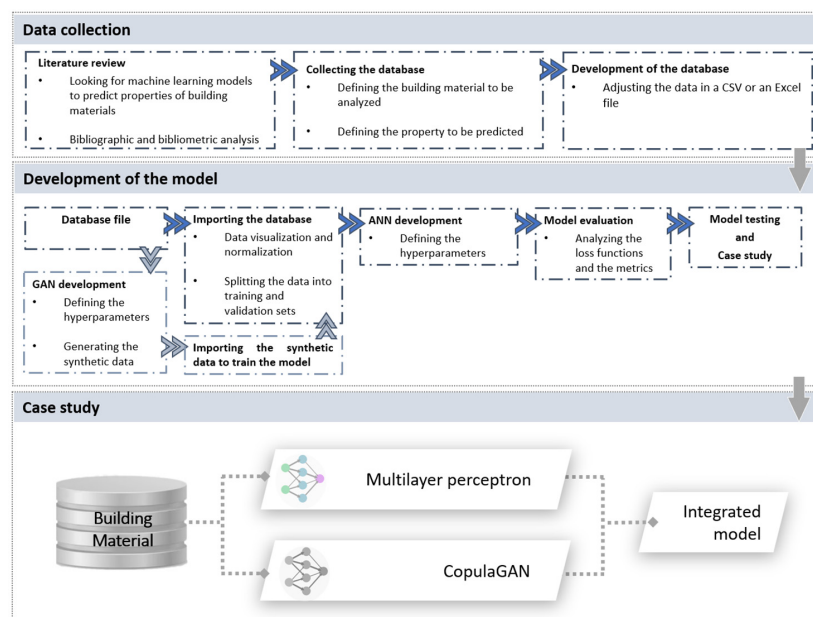 Data collection
Literature review
• Looking for machine learning models
to predict properties of building
materials
• Bibliographic and bibliometric analysis
Collecting the database
• Defining the building material to be
analyzed
• Defining the property to be predicted
Development of the database
• Adjusting the data in a CSV or an Excel
file
Development of the model
Database file
Importing the database
• Data visualization and
normalization
• Splitting the data into
training and
validation sets
ANN development
• Defining the
hyperparameters
Model evaluation
• Analyzing the
loss functions
and the metrics
Model testing
and
Case study
GAN development
• Defining the
hyperparameters
• Generating the
synthetic data
Importing the synthetic
data to train the model
Case study
Building
Material
Multilayer perceptron
CopulaGAN
Integrated
model